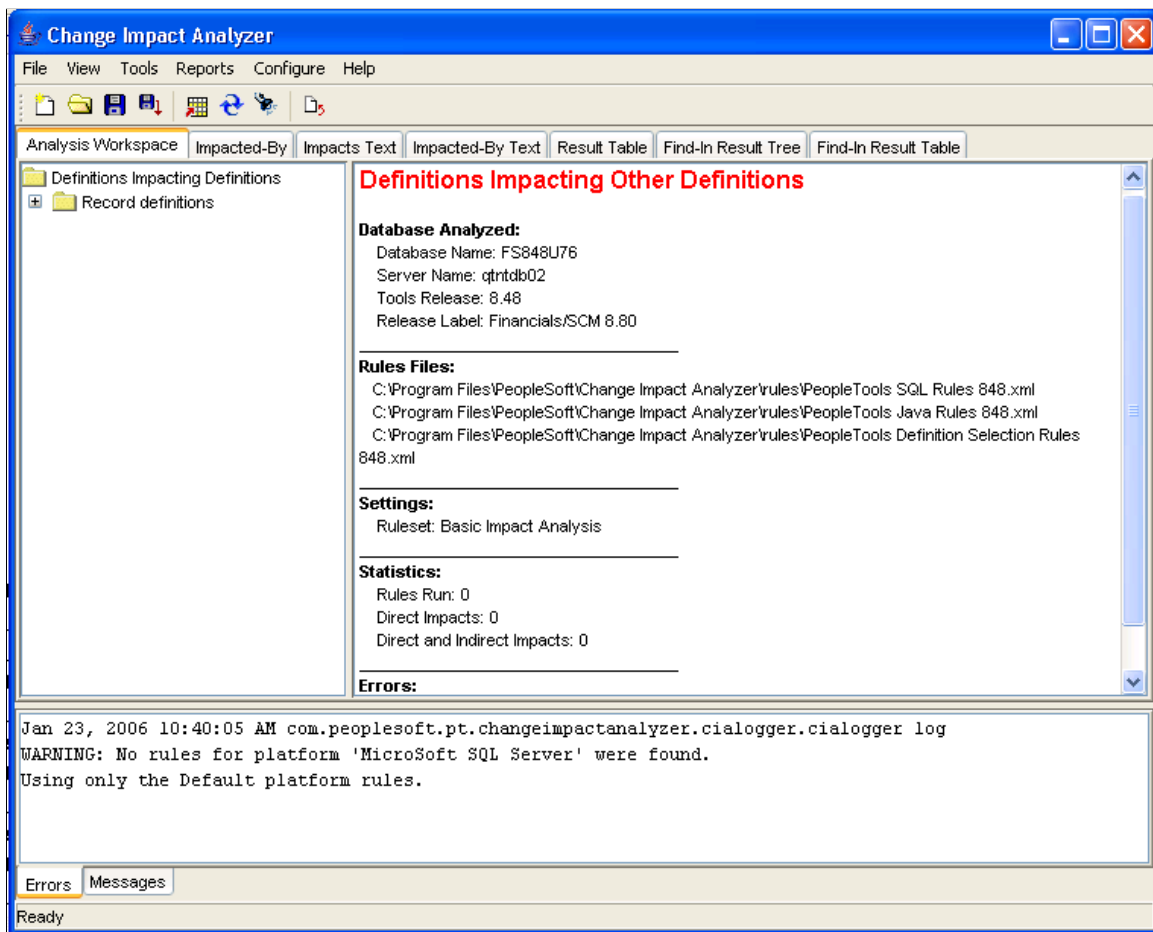 Change Impact Analyzer
File View Tools Reports Configure Help
Analysis Workspace Impacted-By Impacts Text Impacted-By Text Result Table Find-In Result Tree Find-In Result Table
Definitions Impacting Definitions
Record definitions
Definitions Impacting Other Definitions
Database Analyzed:
Database Name: FS848U76
Server Name: qtntdb02
Tools Release: 8.48
Release Label: Financials/SCM 8.80
Rules Files:
C:\Program Files\PeopleSoft\Change Impact Analyzer\rules\PeopleTools SQL Rules 848.xml
C:\Program Files\PeopleSoft\Change Impact Analyzer\rules\PeopleTools Java Rules 848.xml
C:\Program Files\PeopleSoft\Change Impact Analyzer\rules\PeopleTools Definition Selection Rules
848.xml
Settings:
Ruleset: Basic Impact Analysis
Statistics:
Rules Run: 0
Direct Impacts: 0
Direct and Indirect Impacts: 0
Errors:
Jan 23, 2006 10:40:05 AM com.peoplesoft.pt.changeimpactanalyzer.cialogger.cialogger log
WARNING: No rules for platform 'MicroSoft SQL Server' were found.
Using only the Default platform rules.
Errors Messages
Ready